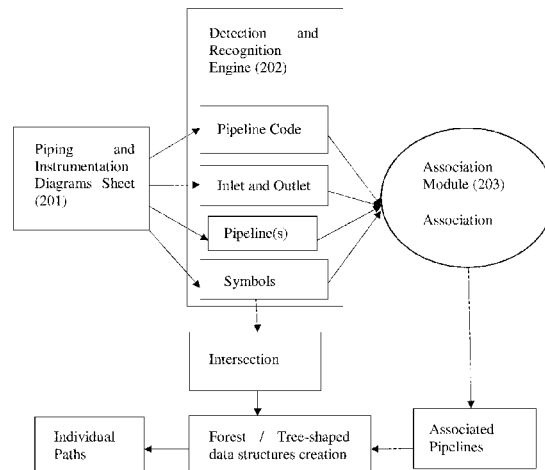 Detection and
Recognition
Engine (202)
Pipeline Code
Piping and
Instrumentation
Diagrams Sheet
(201)
Inlet and Outlet
Association
Module (203)
Association
Pipeline(s)
Symbols
Intersection
Individual
Paths
Forest / Tree-shaped
data structures creation
Associated
Pipelines